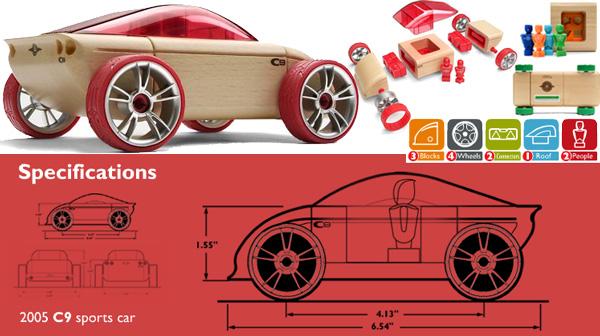 C9
3 Blocks
4 Wheels
2 Connectors
1 Roof
2 People
Specifications
C9
1.55"
4.13"
6.54"
2005 C9 sports car